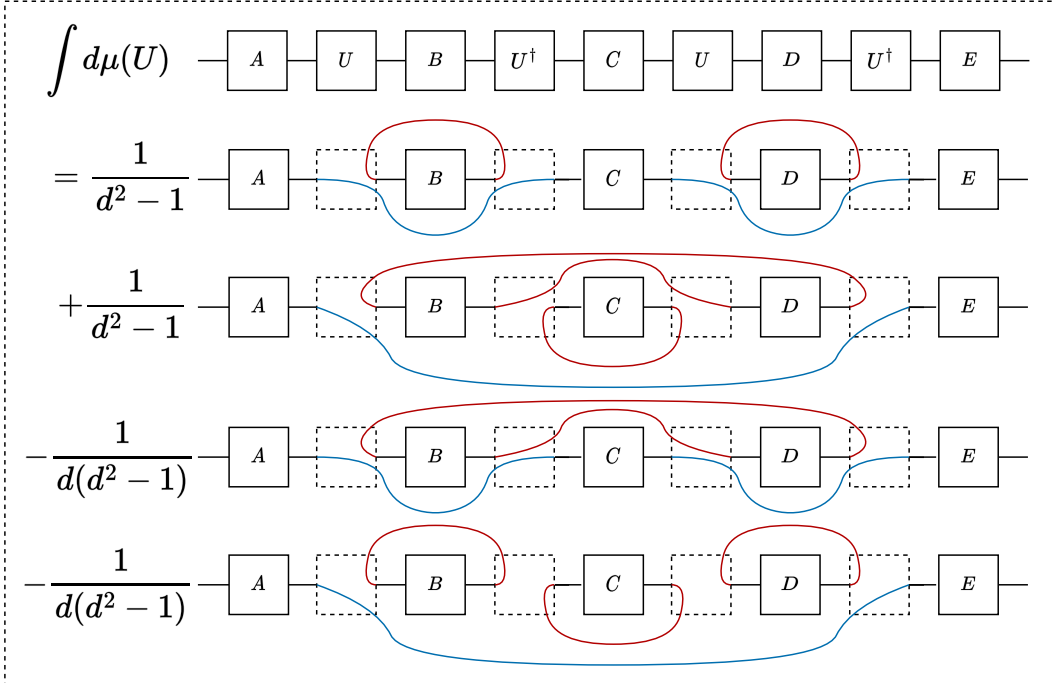 ∫ dμ(U) A U B U† C U D U† E
= 1/(d² − 1) A B C D E
+ 1/(d² − 1) A B C D E
− 1/(d(d² − 1)) A B C D E
− 1/(d(d² − 1)) A B C D E